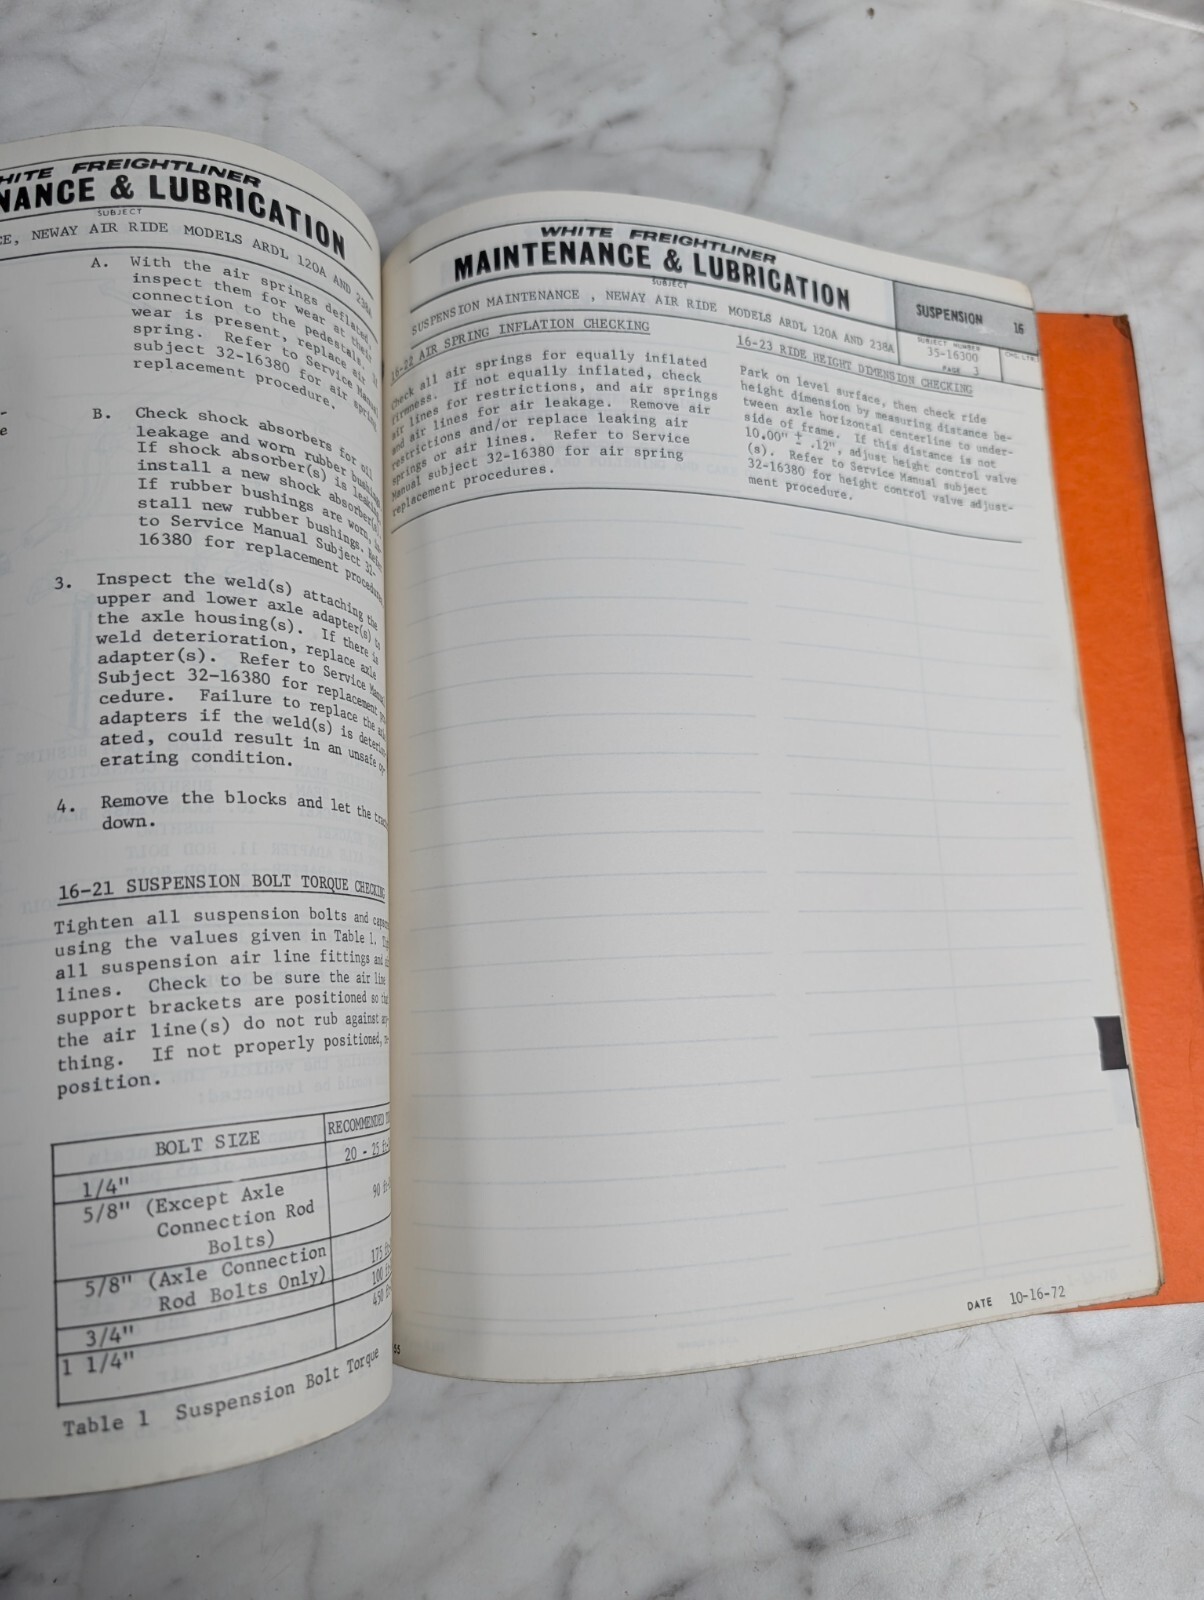 HITE FREIGHTLINER
NANCE & LUBRICATION
SUBJECT
CE, NEWAY AIR RIDE MODELS ARDL 120A AND 238A
A. With the air springs deflated,
inspect them for wear at their
connection to the pedestals. If
wear is present, replace air
spring. Refer to Service Manual
subject 32-16380 for air spring
replacement procedure.
B. Check shock absorbers for oil
leakage and worn rubber bushings.
If shock absorber(s) is leaking,
install a new shock absorber(s).
If rubber bushings are worn, in-
stall new rubber bushings. Refer
to Service Manual Subject 32-
16380 for replacement procedures.
3. Inspect the weld(s) attaching the
upper and lower axle adapter(s) to
the axle housing(s). If there is
weld deterioration, replace axle
adapter(s). Refer to Service Manual
Subject 32-16380 for replacement
cedure. Failure to replace the
adapters if the weld(s) is
ated, could result in an unsafe op-
erating condition.
4. Remove the blocks and let the
down.
16-21 SUSPENSION BOLT TORQUE CHECKING
Tighten all suspension bolts and
using the values given in Table 1.
all suspension air line fittings and
lines. Check to be sure the air line
support brackets are positioned so
the air line(s) do not rub against
thing. If not properly positioned,
position.
BOLT SIZE RECOMMENDED
1/4" 20 - 25
5/8" (Except Axle 90
Connection Rod
Bolts)
5/8" (Axle Connection 175
Rod Bolts Only)
3/4" 100
1 1/4" 450
Table 1 Suspension Bolt Torque
WHITE FREIGHTLINER
MAINTENANCE & LUBRICATION
SUBJECT
SUSPENSION MAINTENANCE , NEWAY AIR RIDE MODELS ARDL 120A AND 238A
SUSPENSION 16
SUBJECT NUMBER
35-16300
PAGE 3
CHG. LTR.
16-22 AIR SPRING INFLATION CHECKING
Check all air springs for equally inflated
firmness. If not equally inflated, check
air lines for restrictions, and air springs
and air lines for air leakage. Remove air
restrictions and/or replace leaking air
springs or air lines. Refer to Service
Manual subject 32-16380 for air spring
replacement procedures.
16-23 RIDE HEIGHT DIMENSION CHECKING
Park on level surface, then check ride
height dimension by measuring distance be-
tween axle horizontal centerline to under-
side of frame. If this distance is not
10.00" ± .12", adjust height control valve
(s). Refer to Service Manual subject
32-16380 for height control valve adjust-
ment procedure.
55
DATE 10-16-72